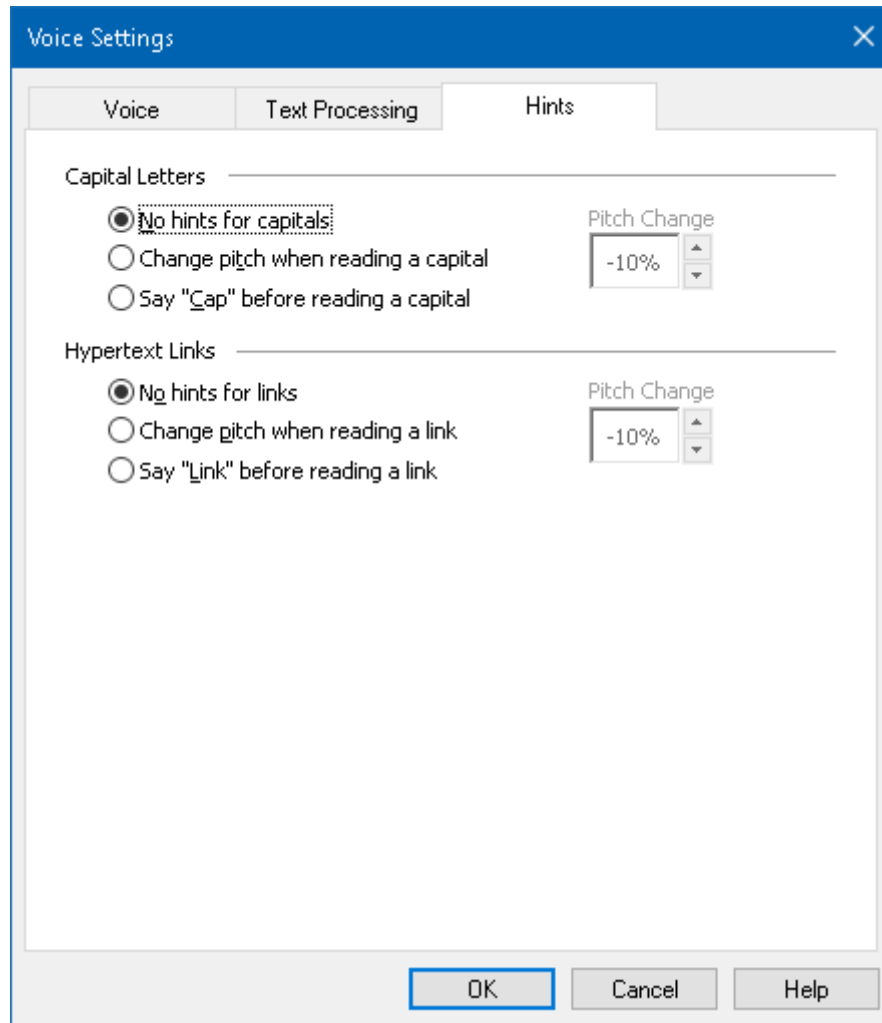 Voice Settings
Voice Text Processing Hints
Capital Letters
No hints for capitals Pitch Change
Change pitch when reading a capital -10%
Say "Cap" before reading a capital
Hypertext Links
No hints for links Pitch Change
Change pitch when reading a link -10%
Say "Link" before reading a link
OK Cancel Help